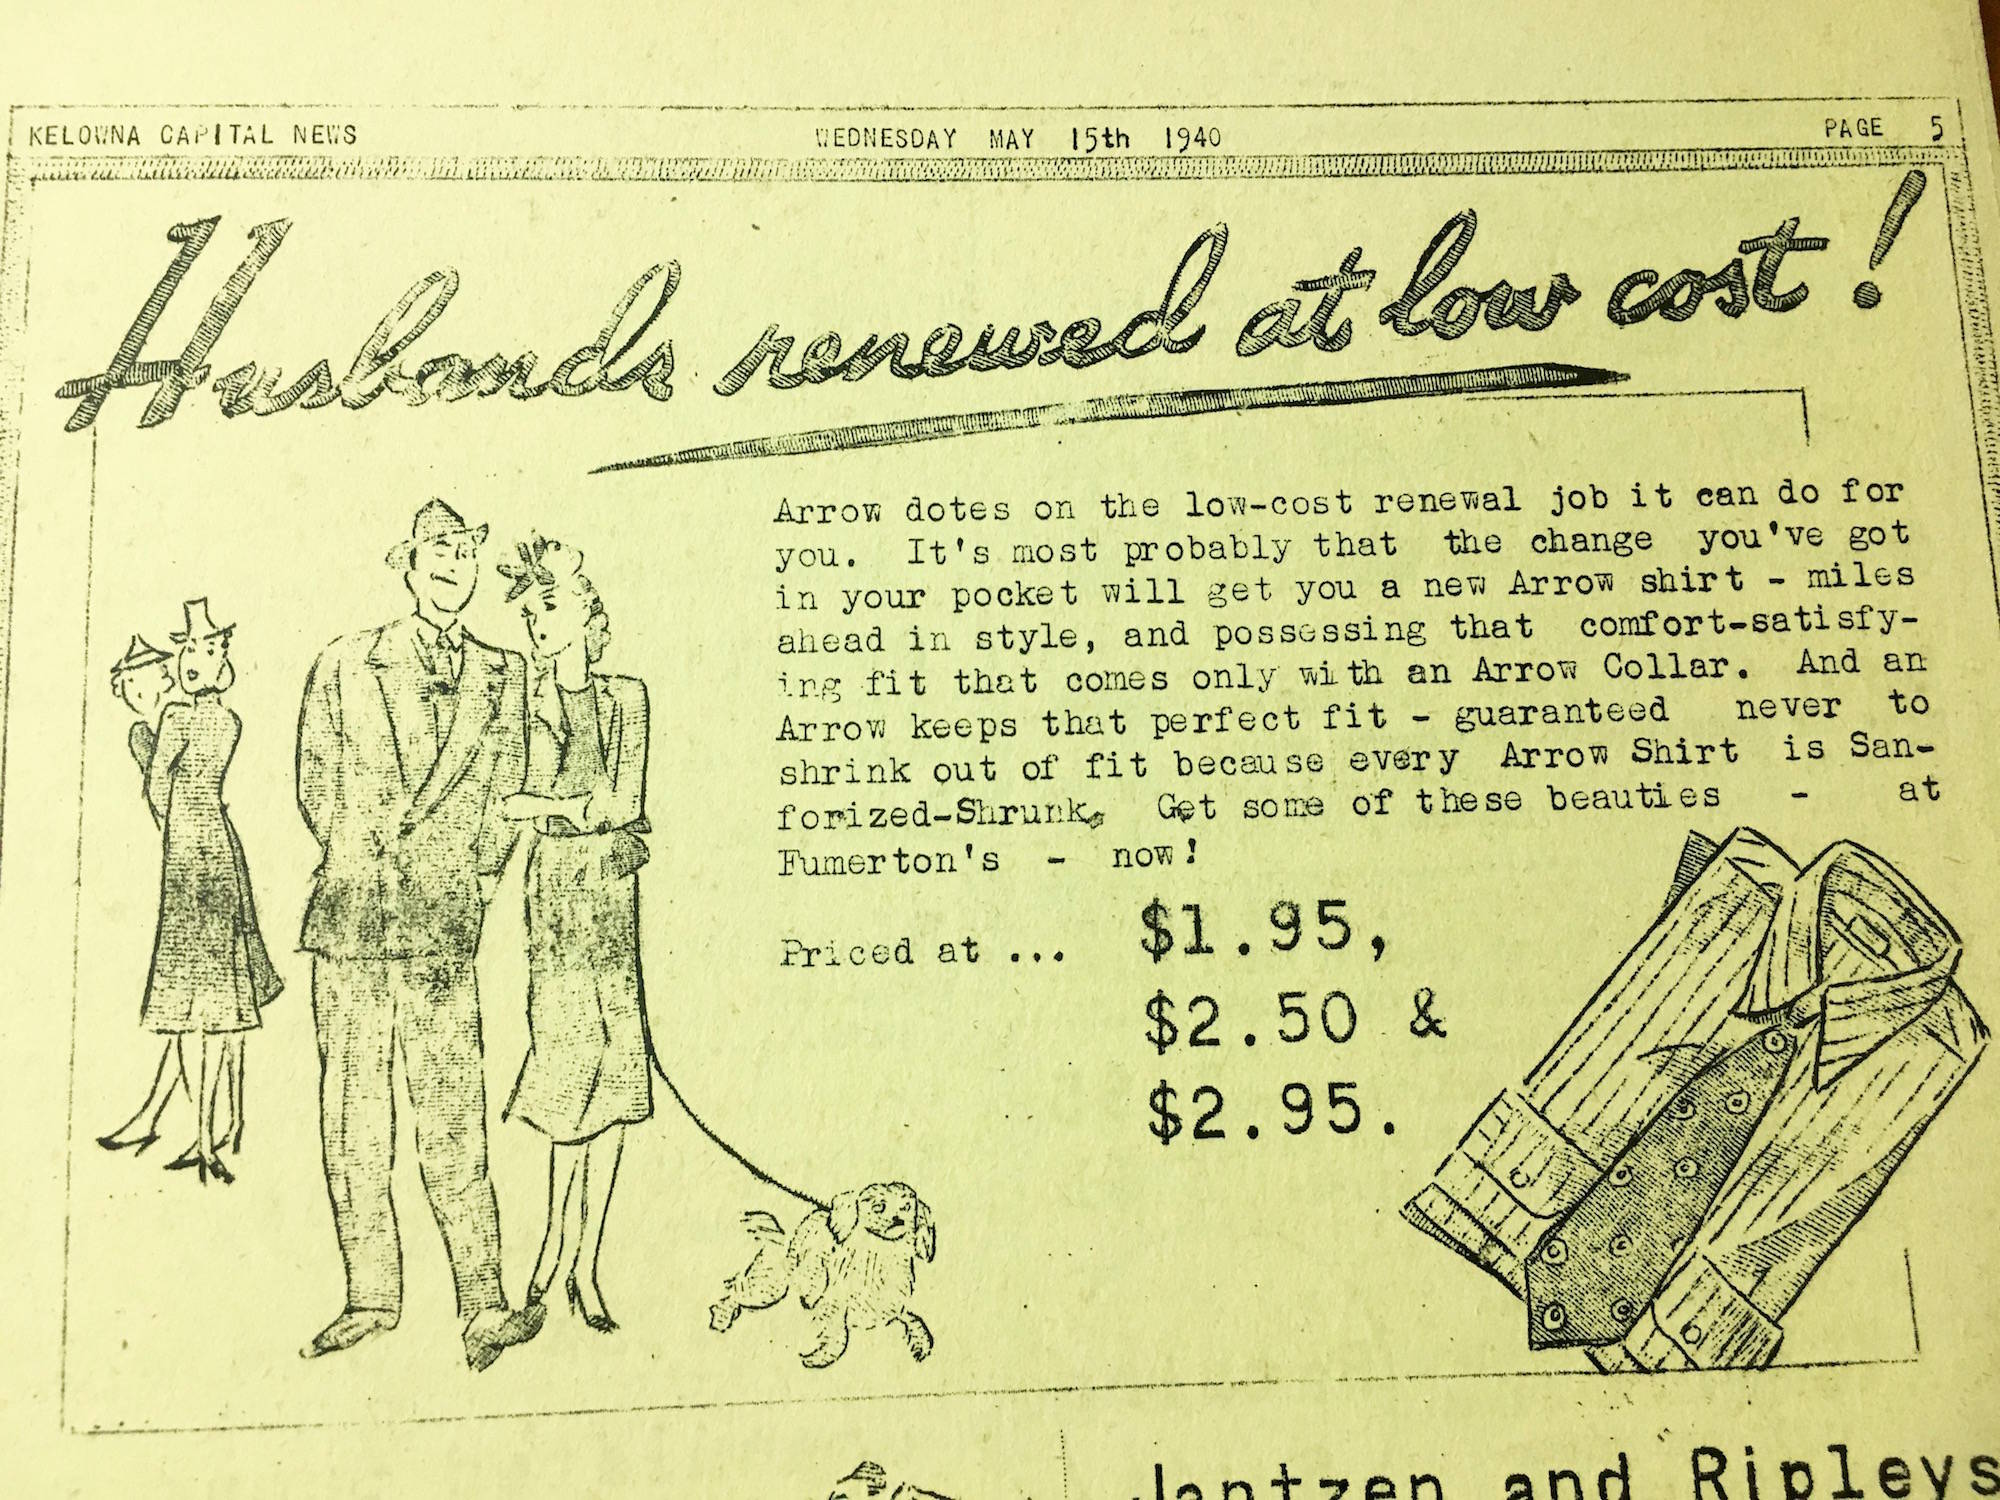 KELOWNA CAPITAL NEWS WEDNESDAY MAY 15th 1940 PAGE 5
Husbands renewed at low cost!
Arrow dotes on the low-cost renewal job it can do for
you. It's most probably that the change you've got
in your pocket will get you a new Arrow shirt - miles
ahead in style, and possessing that comfort-satisfy-
ing fit that comes only with an Arrow Collar. And an
Arrow keeps that perfect fit - guaranteed never to
shrink out of fit because every Arrow Shirt is San-
forized-Shrunk. Get some of these beauties - at
Fumerton's - now!
Priced at ... $1.95,
$2.50 &
$2.95.
Jantzen and Ripleys